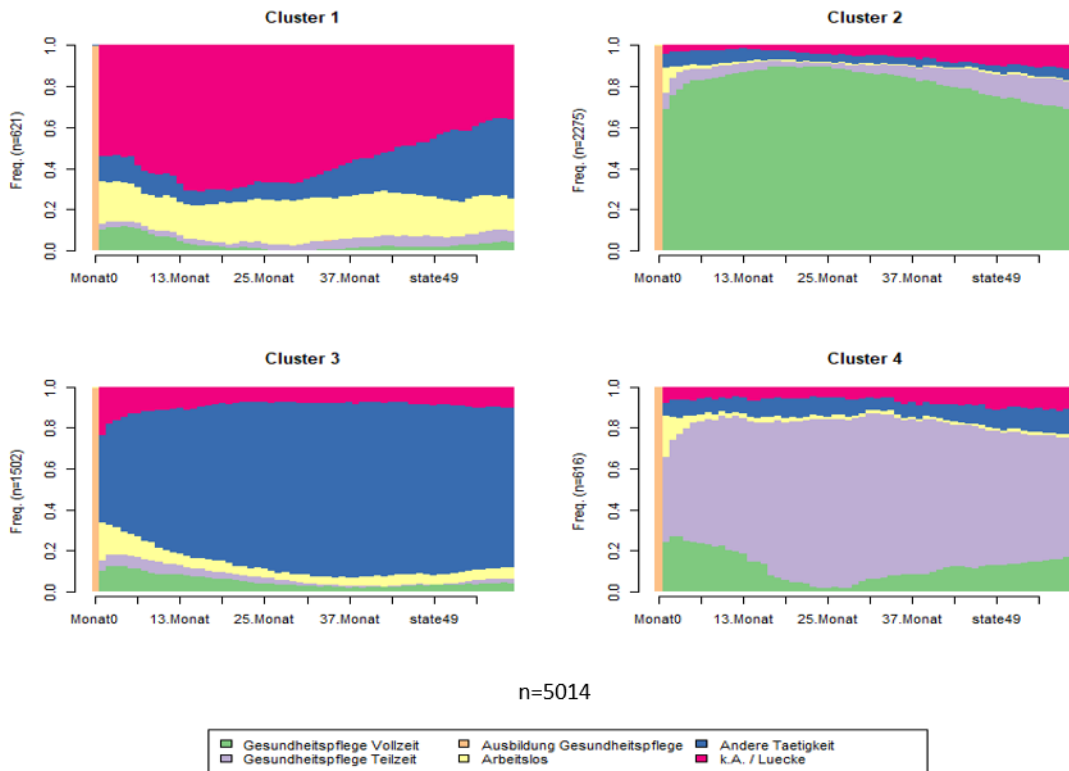 Cluster 1
Freq. (n=621)
0.0 0.2 0.4 0.6 0.8 1.0
Monat0 13.Monat 25.Monat 37.Monat state49
Cluster 2
Freq. (n=2275)
0.0 0.2 0.4 0.6 0.8 1.0
Monat0 13.Monat 25.Monat 37.Monat state49
Cluster 3
Freq. (n=1502)
0.0 0.2 0.4 0.6 0.8 1.0
Monat0 13.Monat 25.Monat 37.Monat state49
Cluster 4
Freq. (n=616)
0.0 0.2 0.4 0.6 0.8 1.0
Monat0 13.Monat 25.Monat 37.Monat state49
n=5014
Gesundheitspflege Vollzeit
Gesundheitspflege Teilzeit
Ausbildung Gesundheitspflege
Arbeitslos
Andere Taetigkeit
k.A. / Luecke